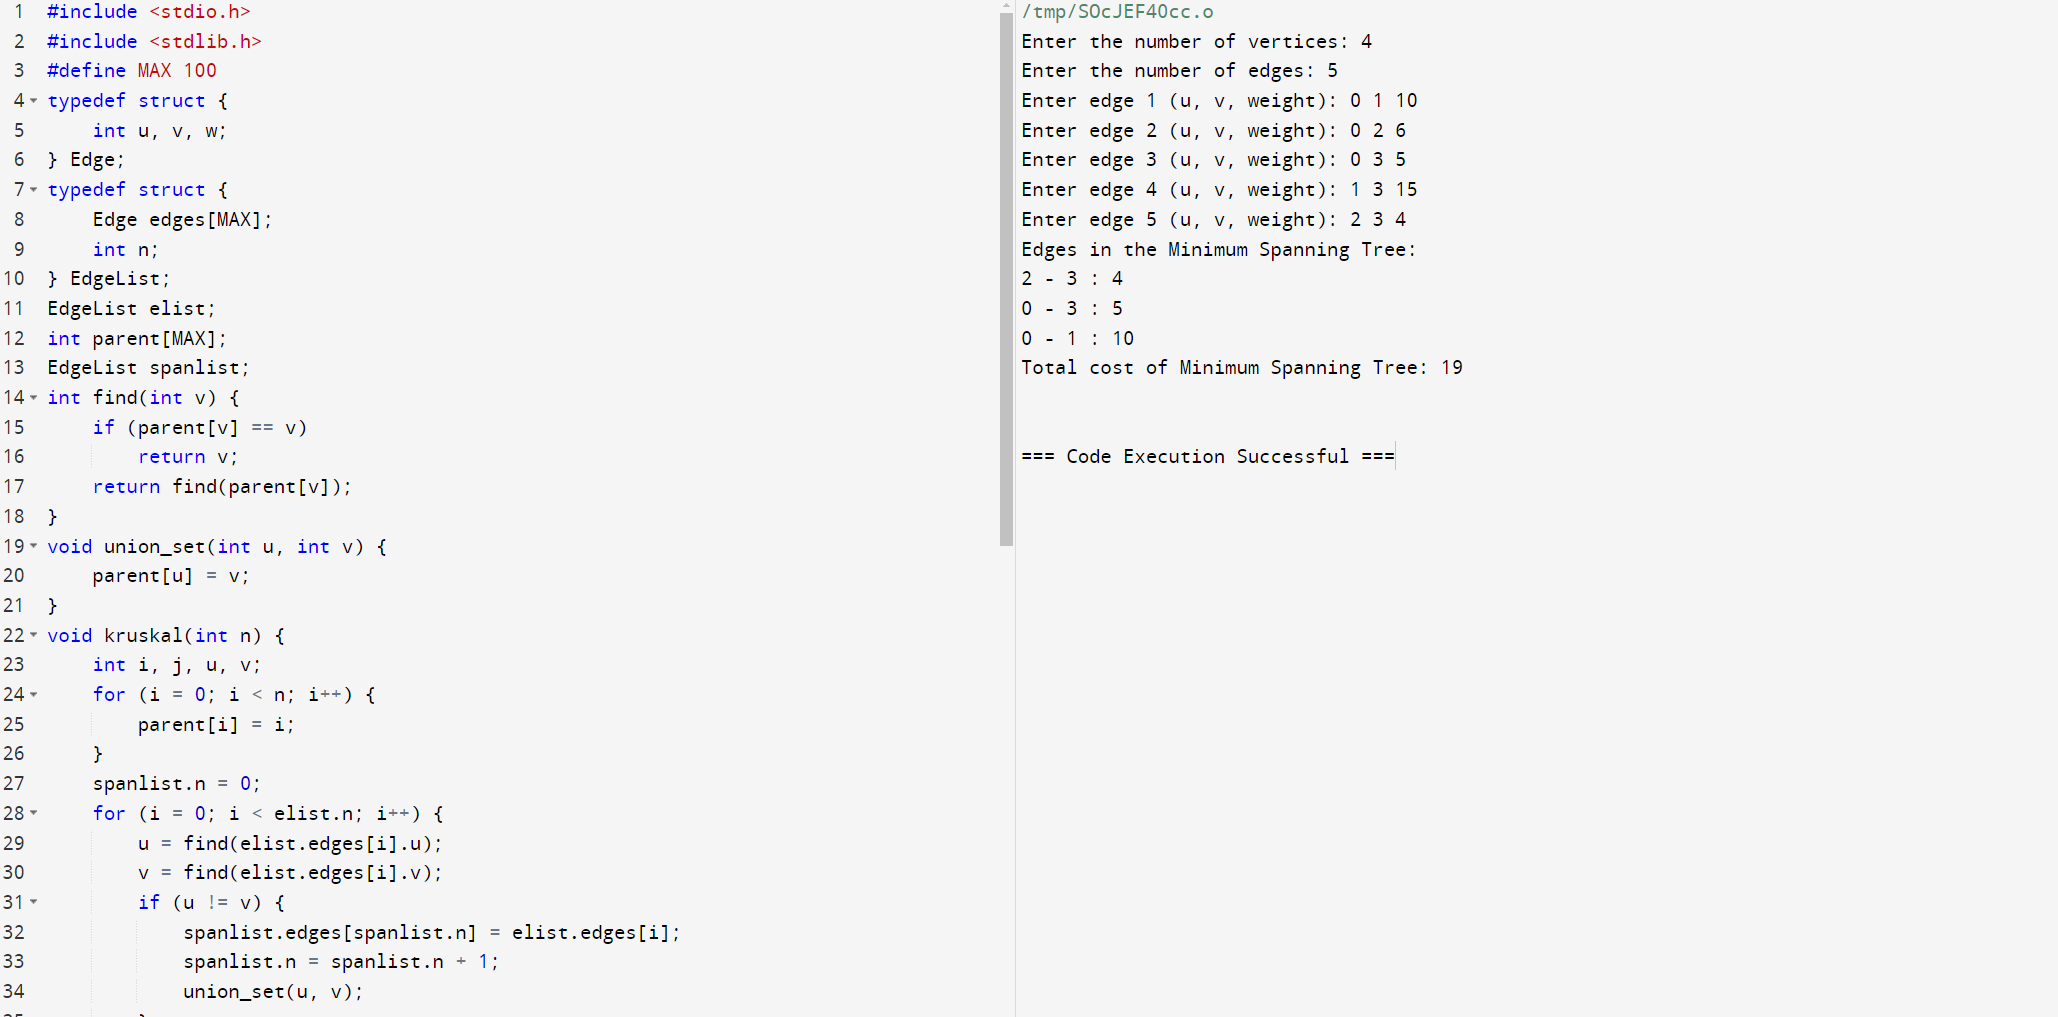 1 #include <stdio.h>
2 #include <stdlib.h>
3 #define MAX 100
4 typedef struct {
5     int u, v, w;
6 } Edge;
7 typedef struct {
8     Edge edges[MAX];
9     int n;
10 } EdgeList;
11 EdgeList elist;
12 int parent[MAX];
13 EdgeList spanlist;
14 int find(int v) {
15     if (parent[v] == v)
16         return v;
17     return find(parent[v]);
18 }
19 void union_set(int u, int v) {
20     parent[u] = v;
21 }
22 void kruskal(int n) {
23     int i, j, u, v;
24     for (i = 0; i < n; i++) {
25         parent[i] = i;
26     }
27     spanlist.n = 0;
28     for (i = 0; i < elist.n; i++) {
29         u = find(elist.edges[i].u);
30         v = find(elist.edges[i].v);
31         if (u != v) {
32             spanlist.edges[spanlist.n] = elist.edges[i];
33             spanlist.n = spanlist.n + 1;
34             union_set(u, v);
/tmp/SOcJEF40cc.o
Enter the number of vertices: 4
Enter the number of edges: 5
Enter edge 1 (u, v, weight): 0 1 10
Enter edge 2 (u, v, weight): 0 2 6
Enter edge 3 (u, v, weight): 0 3 5
Enter edge 4 (u, v, weight): 1 3 15
Enter edge 5 (u, v, weight): 2 3 4
Edges in the Minimum Spanning Tree:
2 - 3 : 4
0 - 3 : 5
0 - 1 : 10
Total cost of Minimum Spanning Tree: 19
=== Code Execution Successful ===